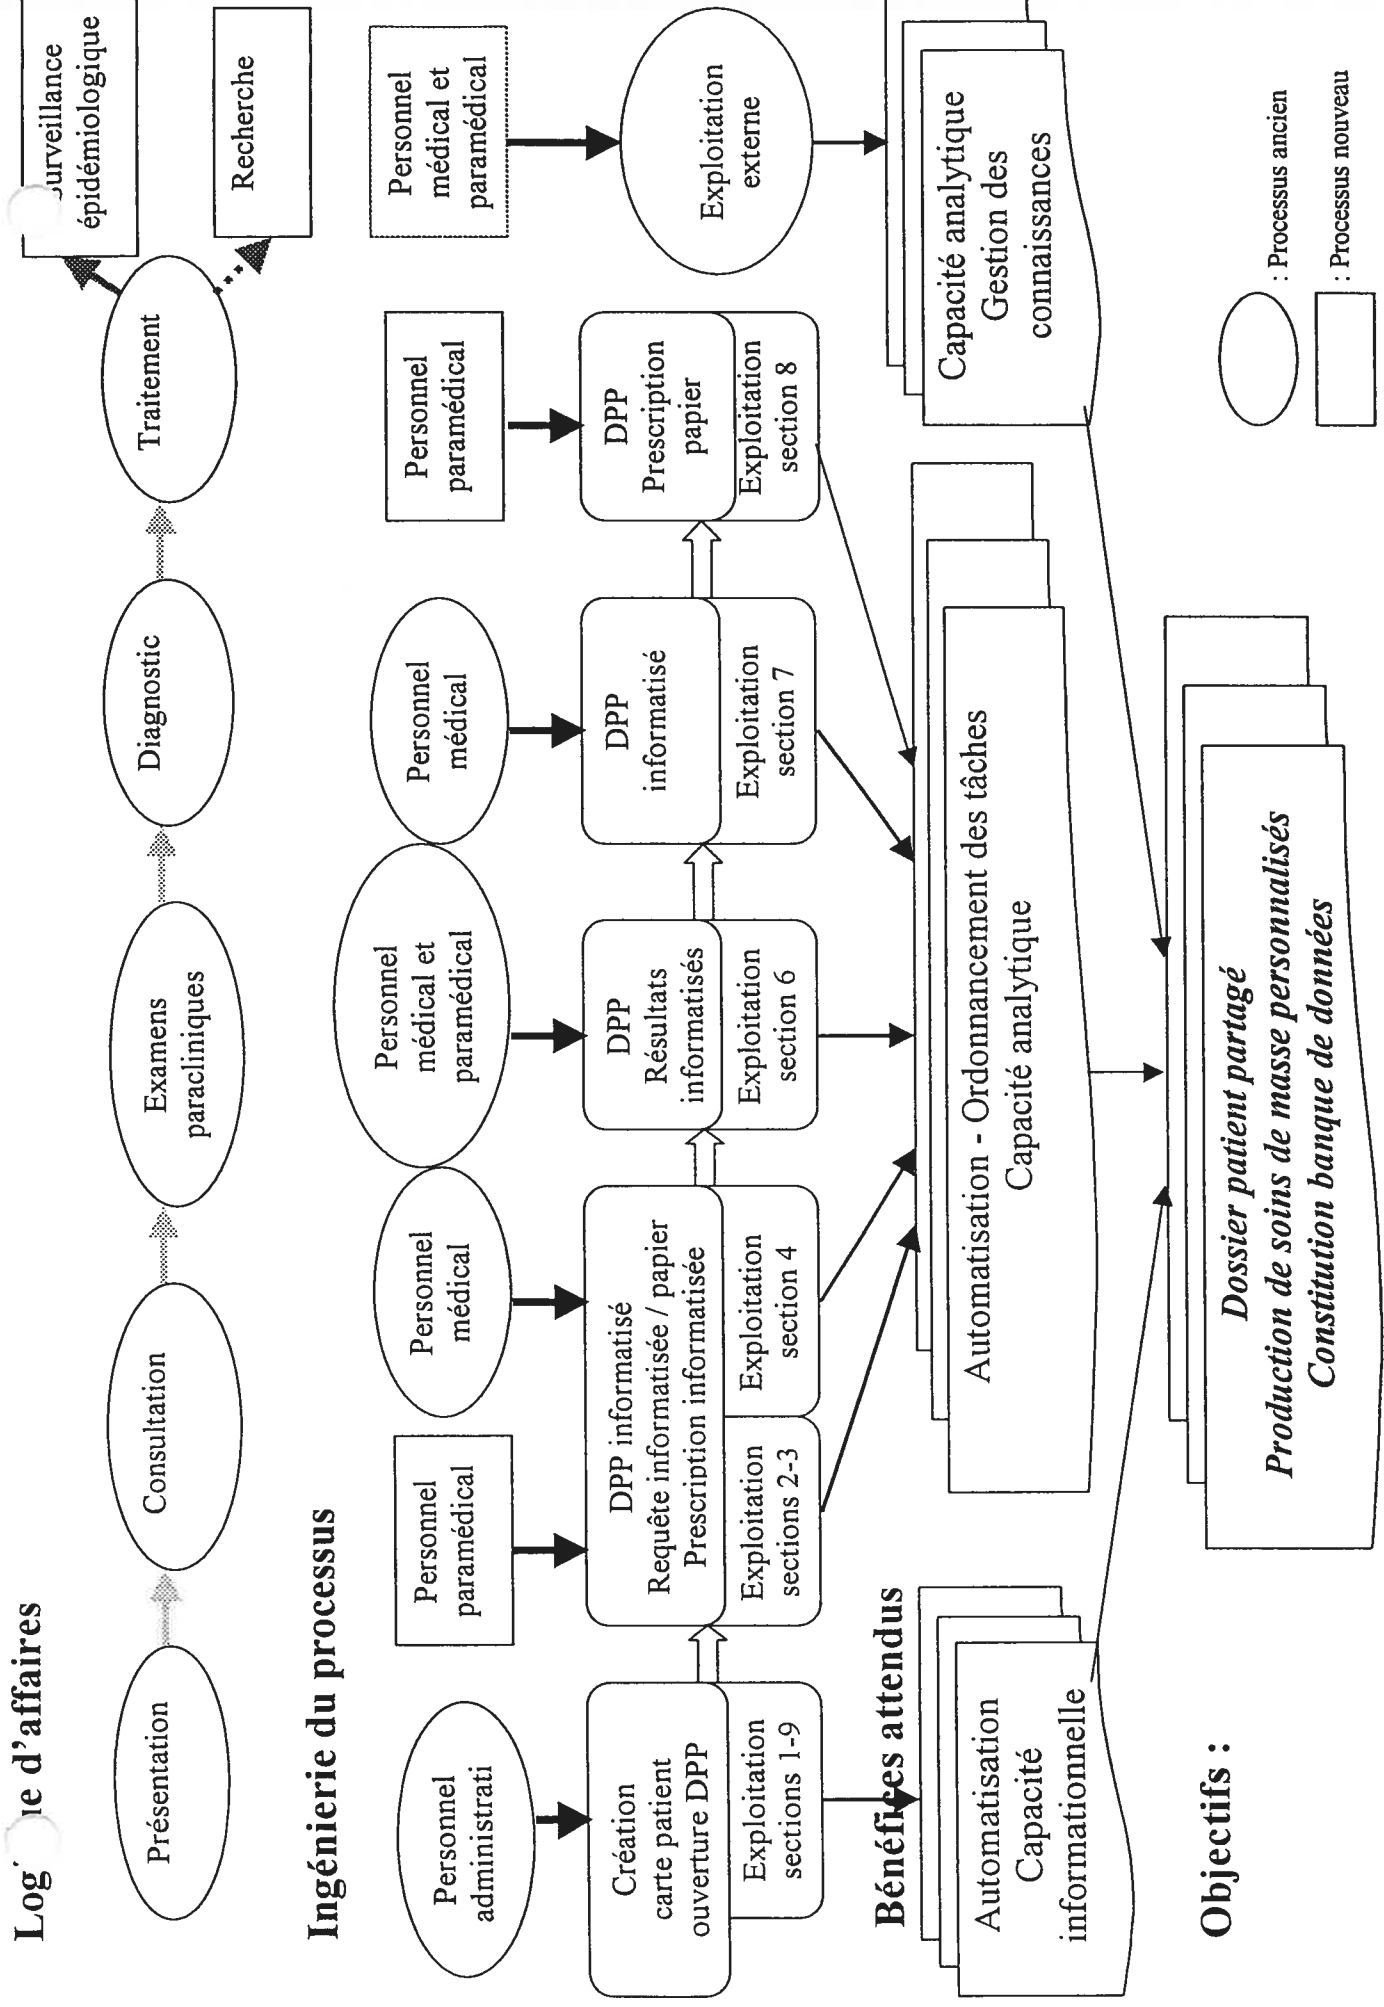 Log ue d'affaires
Présentation
Consultation
Examens
paracliniques
Diagnostic
Traitement
surveillance
épidémiologique
Recherche
Ingénierie du processus
Personnel
administrati
Personnel
paramédical
Personnel
médical
Personnel
médical et
paramédical
Personnel
médical
Personnel
paramédical
Personnel
médical et
paramédical
Création
carte patient
ouverture DPP
Exploitation
sections 1-9
DPP informatisé
Requête informatisée / papier
Prescription informatisée
Exploitation
sections 2-3
Exploitation
section 4
DPP
Résultats
informatisés
Exploitation
section 6
DPP
informatisé
Exploitation
section 7
DPP
Prescription
papier
Exploitation
section 8
Exploitation
externe
Bénéfices attendus
Automatisation
Capacité
informationnelle
Automatisation - Ordonnancement des tâches
Capacité analytique
Capacité analytique
Gestion des
connaissances
Objectifs :
Dossier patient partagé
Production de soins de masse personnalisés
Constitution banque de données
: Processus ancien
: Processus nouveau